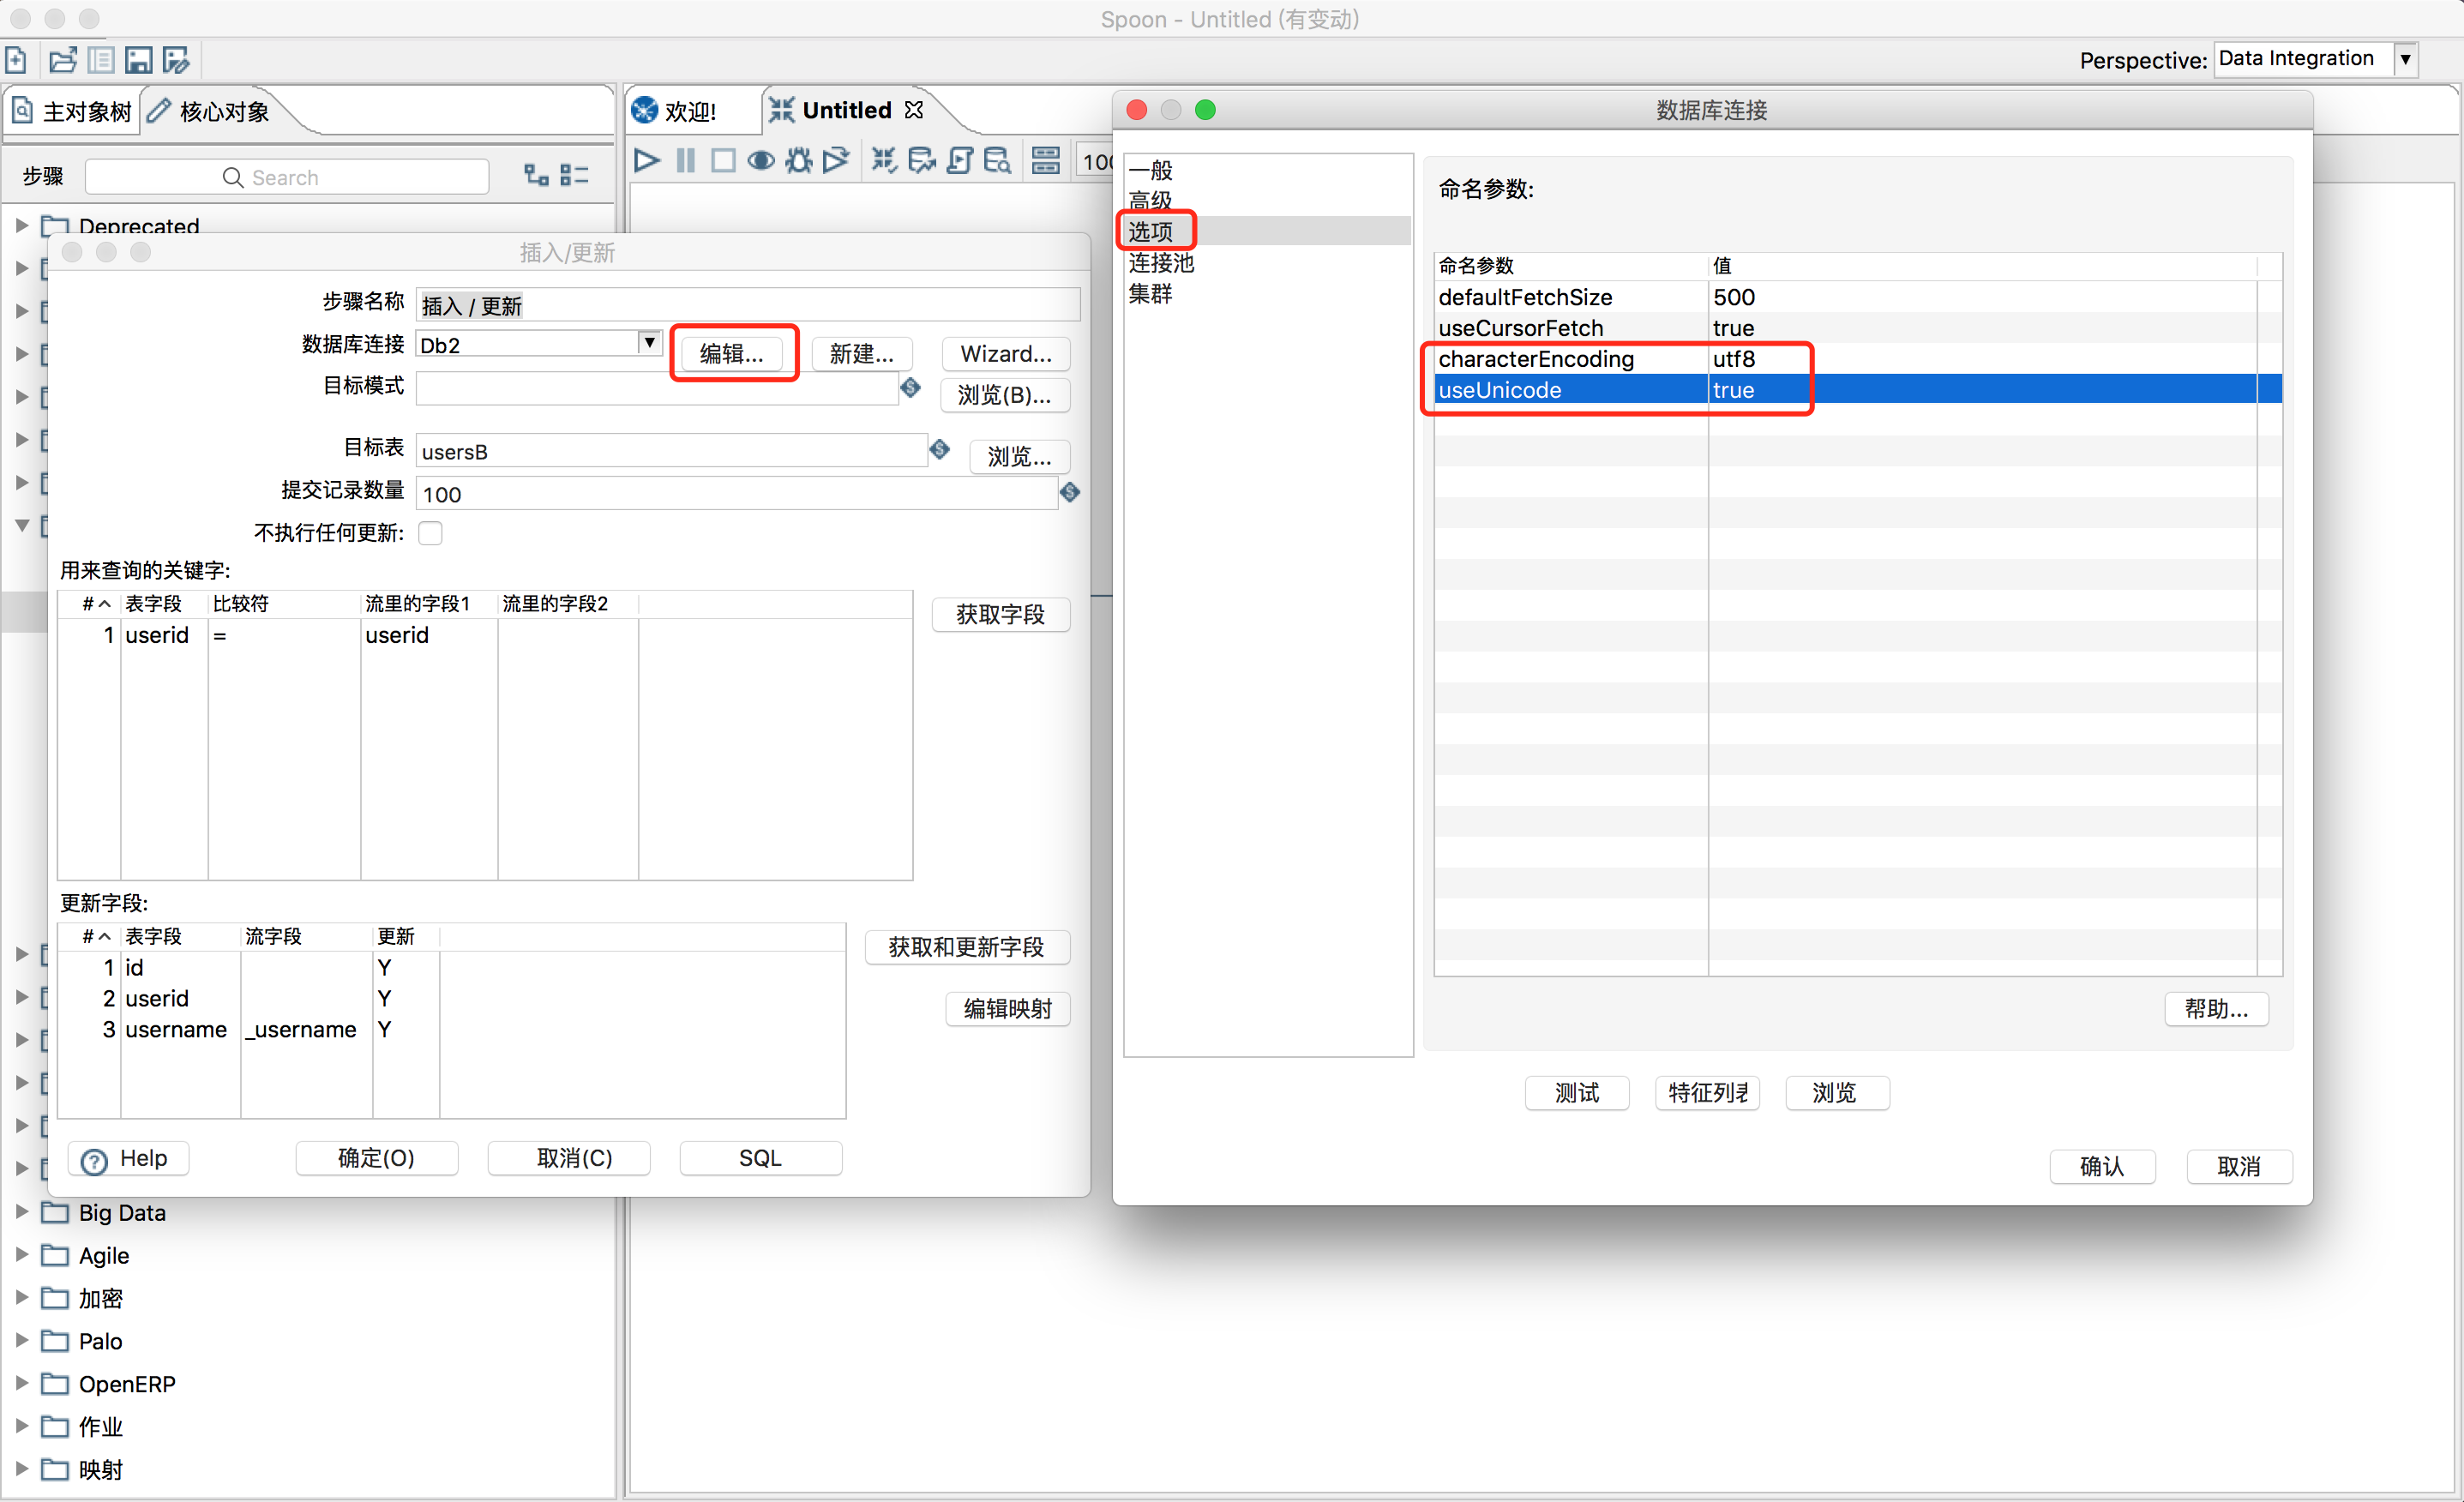 Spoon - Untitled (有变动)
Perspective: Data Integration
主对象树 核心对象
欢迎! Untitled
步骤 Search
100
Deprecated
插入/更新
步骤名称 插入 / 更新
数据库连接 Db2 编辑... 新建... Wizard...
目标模式 浏览(B)...
目标表 usersB 浏览...
提交记录数量 100
不执行任何更新:
用来查询的关键字:
# 表字段 比较符 流里的字段1 流里的字段2
1 userid = userid
获取字段
更新字段:
# 表字段 流字段 更新
1 id Y
2 userid Y
3 username _username Y
获取和更新字段
编辑映射
Help 确定(O) 取消(C) SQL
Big Data
Agile
加密
Palo
OpenERP
作业
映射
数据库连接
一般
高级
选项
连接池
集群
命名参数:
命名参数 值
defaultFetchSize 500
useCursorFetch true
characterEncoding utf8
useUnicode true
帮助...
测试 特征列表 浏览
确认 取消